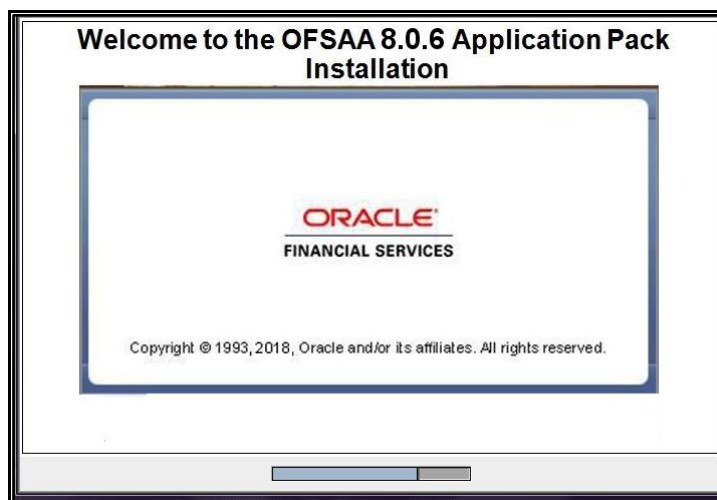 Welcome to the OFSAA 8.0.6 Application Pack
Installation
ORACLE®
FINANCIAL SERVICES
Copyright © 1993, 2018, Oracle and/or its affiliates. All rights reserved.